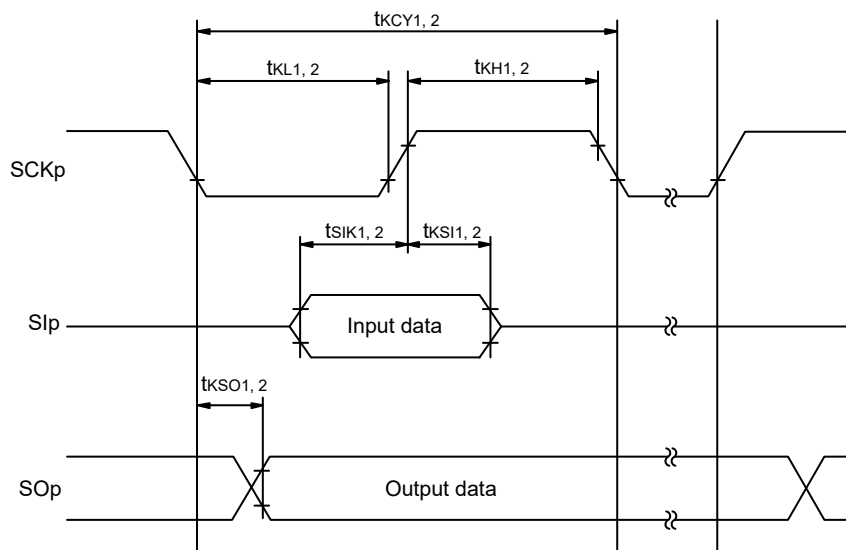 tKCY1, 2
tKL1, 2
tKH1, 2
SCKp
tSIK1, 2
tKSI1, 2
SIp
Input data
tKSO1, 2
SOp
Output data